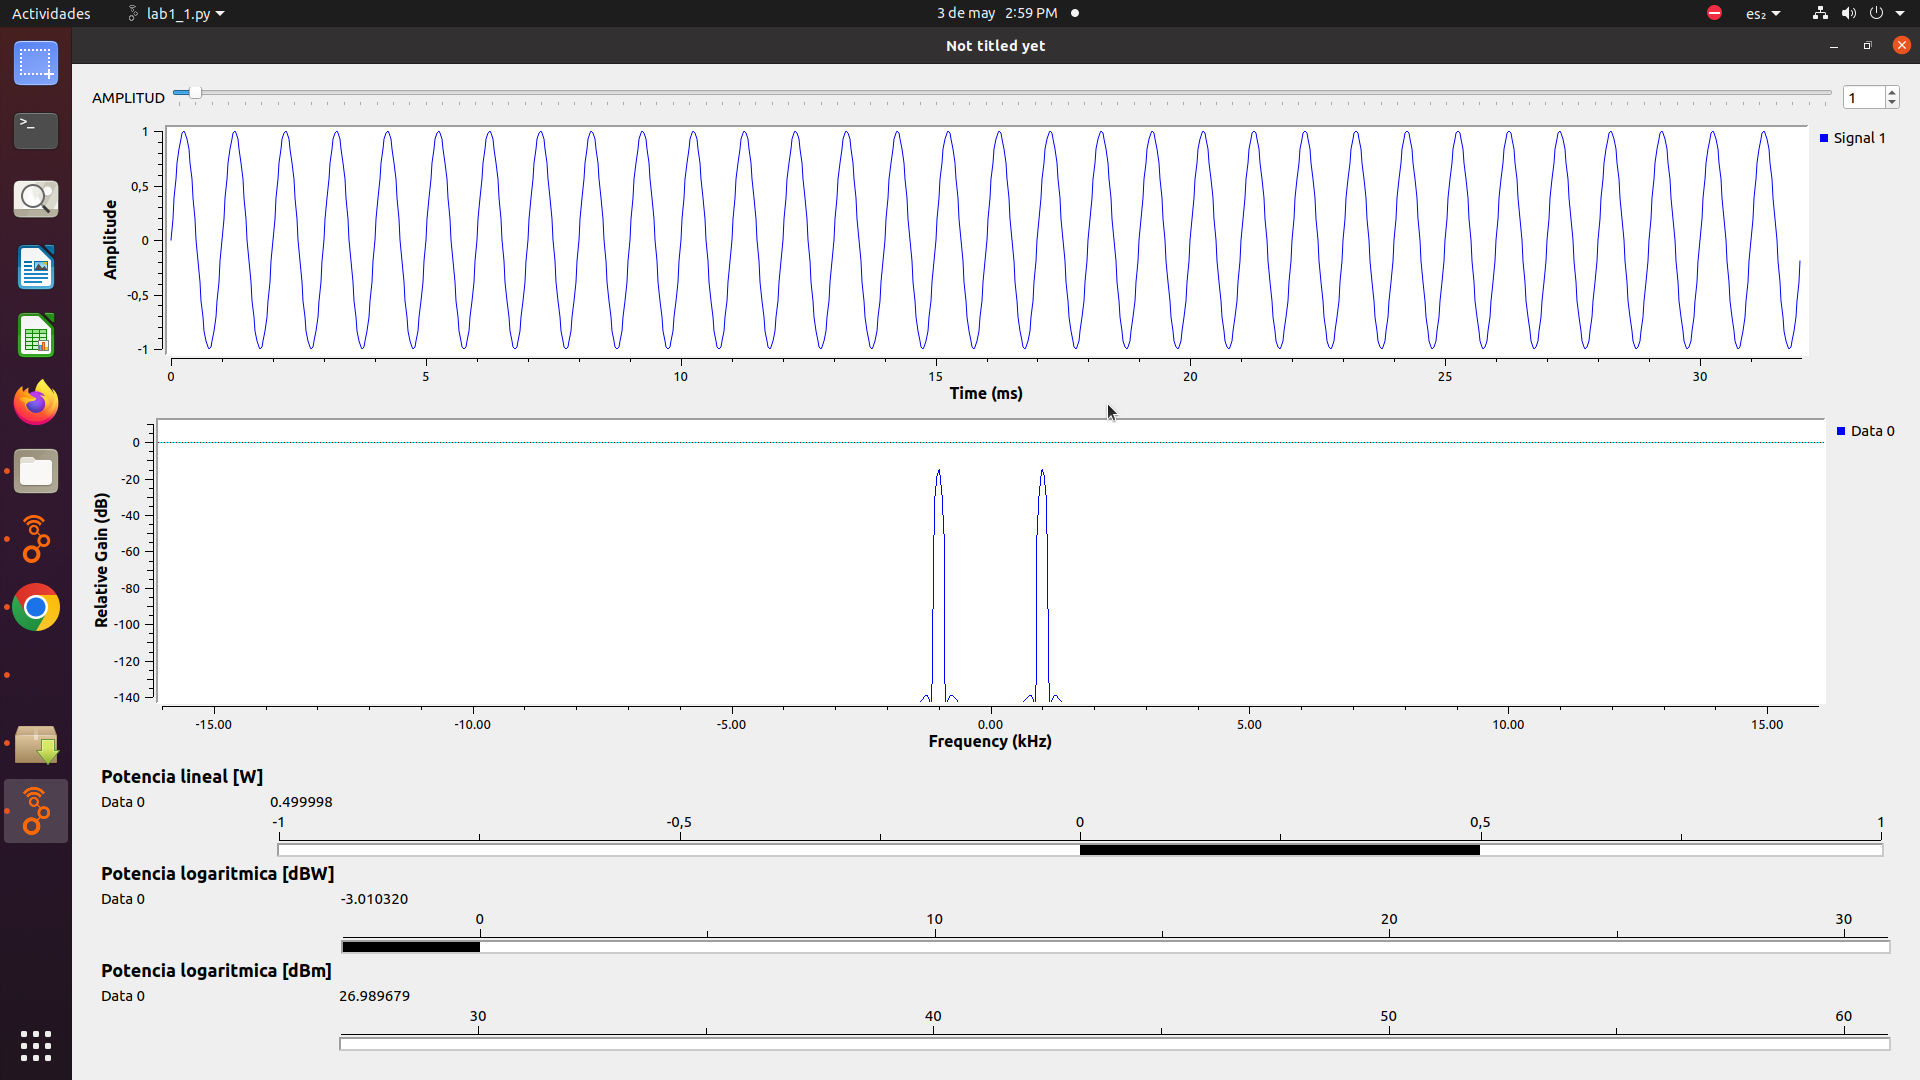 Actividades lab1_1.py 3 de may 2:59 PM es₂
Not titled yet
AMPLITUD 1
Signal 1
Amplitude
1
0,5
0
-0,5
-1
0 5 10 15 20 25 30
Time (ms)
Data 0
Relative Gain (dB)
0
-20
-40
-60
-80
-100
-120
-140
-15.00 -10.00 -5.00 0.00 5.00 10.00 15.00
Frequency (kHz)
Potencia lineal [W]
Data 0 0.499998
-1 -0,5 0 0,5 1
Potencia logaritmica [dBW]
Data 0 -3.010320
0 10 20 30
Potencia logaritmica [dBm]
Data 0 26.989679
30 40 50 60